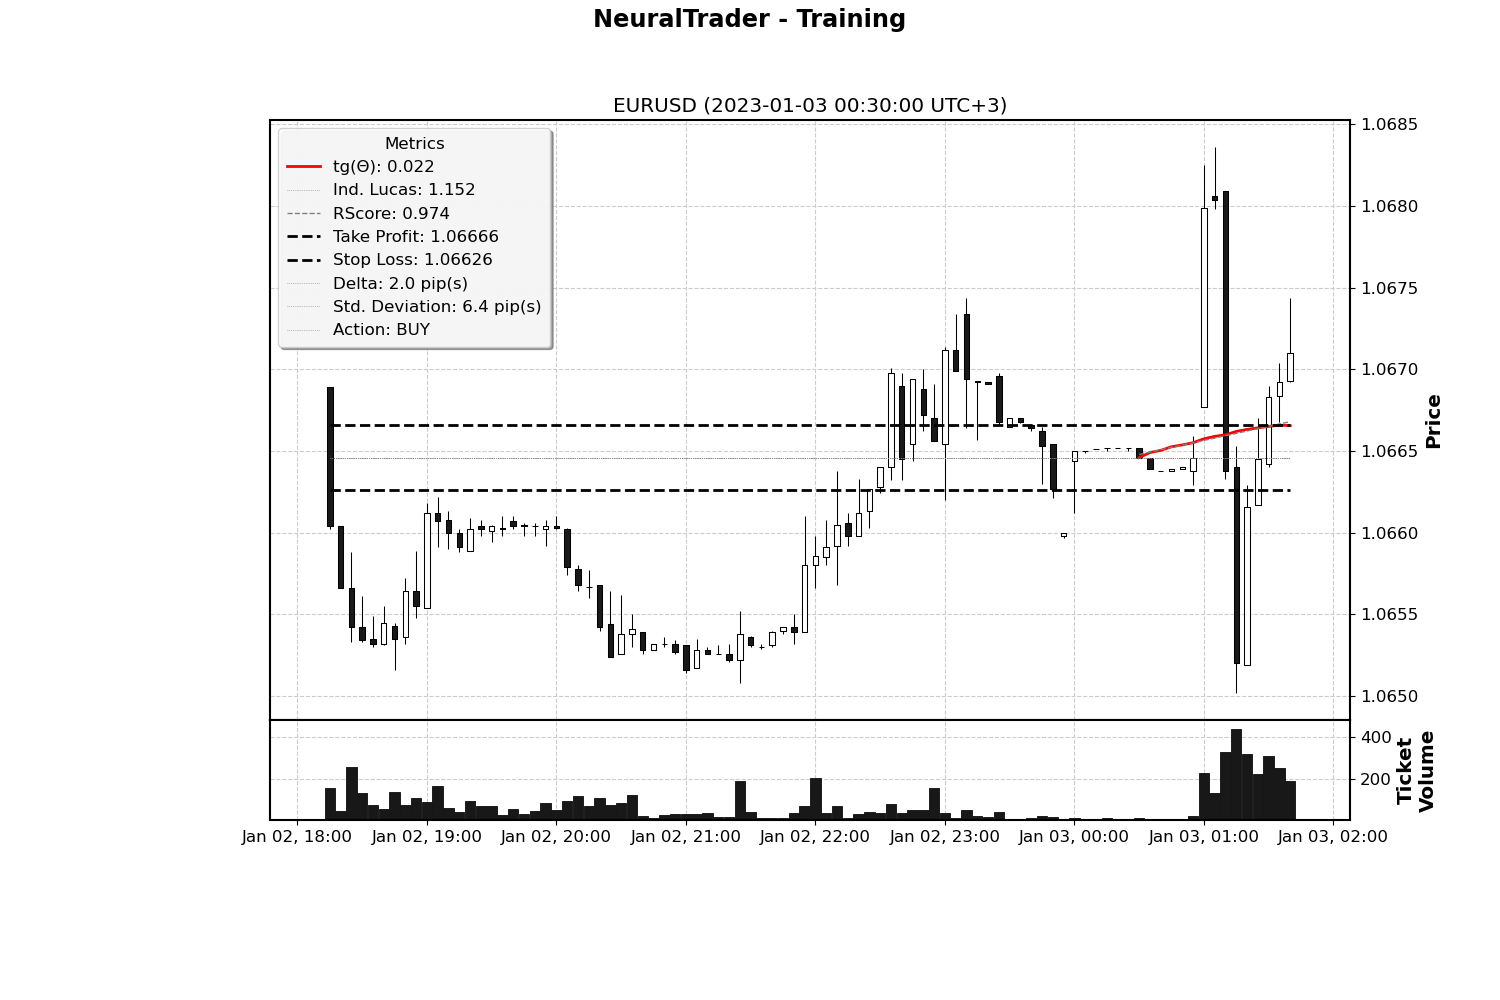 NeuralTrader - Training
EURUSD (2023-01-03 00:30:00 UTC+3)
Metrics
tg(Θ): 0.022
Ind. Lucas: 1.152
RScore: 0.974
Take Profit: 1.06666
Stop Loss: 1.06626
Delta: 2.0 pip(s)
Std. Deviation: 6.4 pip(s)
Action: BUY
1.0685
1.0680
1.0675
1.0670
1.0665
1.0660
1.0655
1.0650
Price
400
200
Ticket
Volume
Jan 02, 18:00 Jan 02, 19:00 Jan 02, 20:00 Jan 02, 21:00 Jan 02, 22:00 Jan 02, 23:00 Jan 03, 00:00 Jan 03, 01:00 Jan 03, 02:00